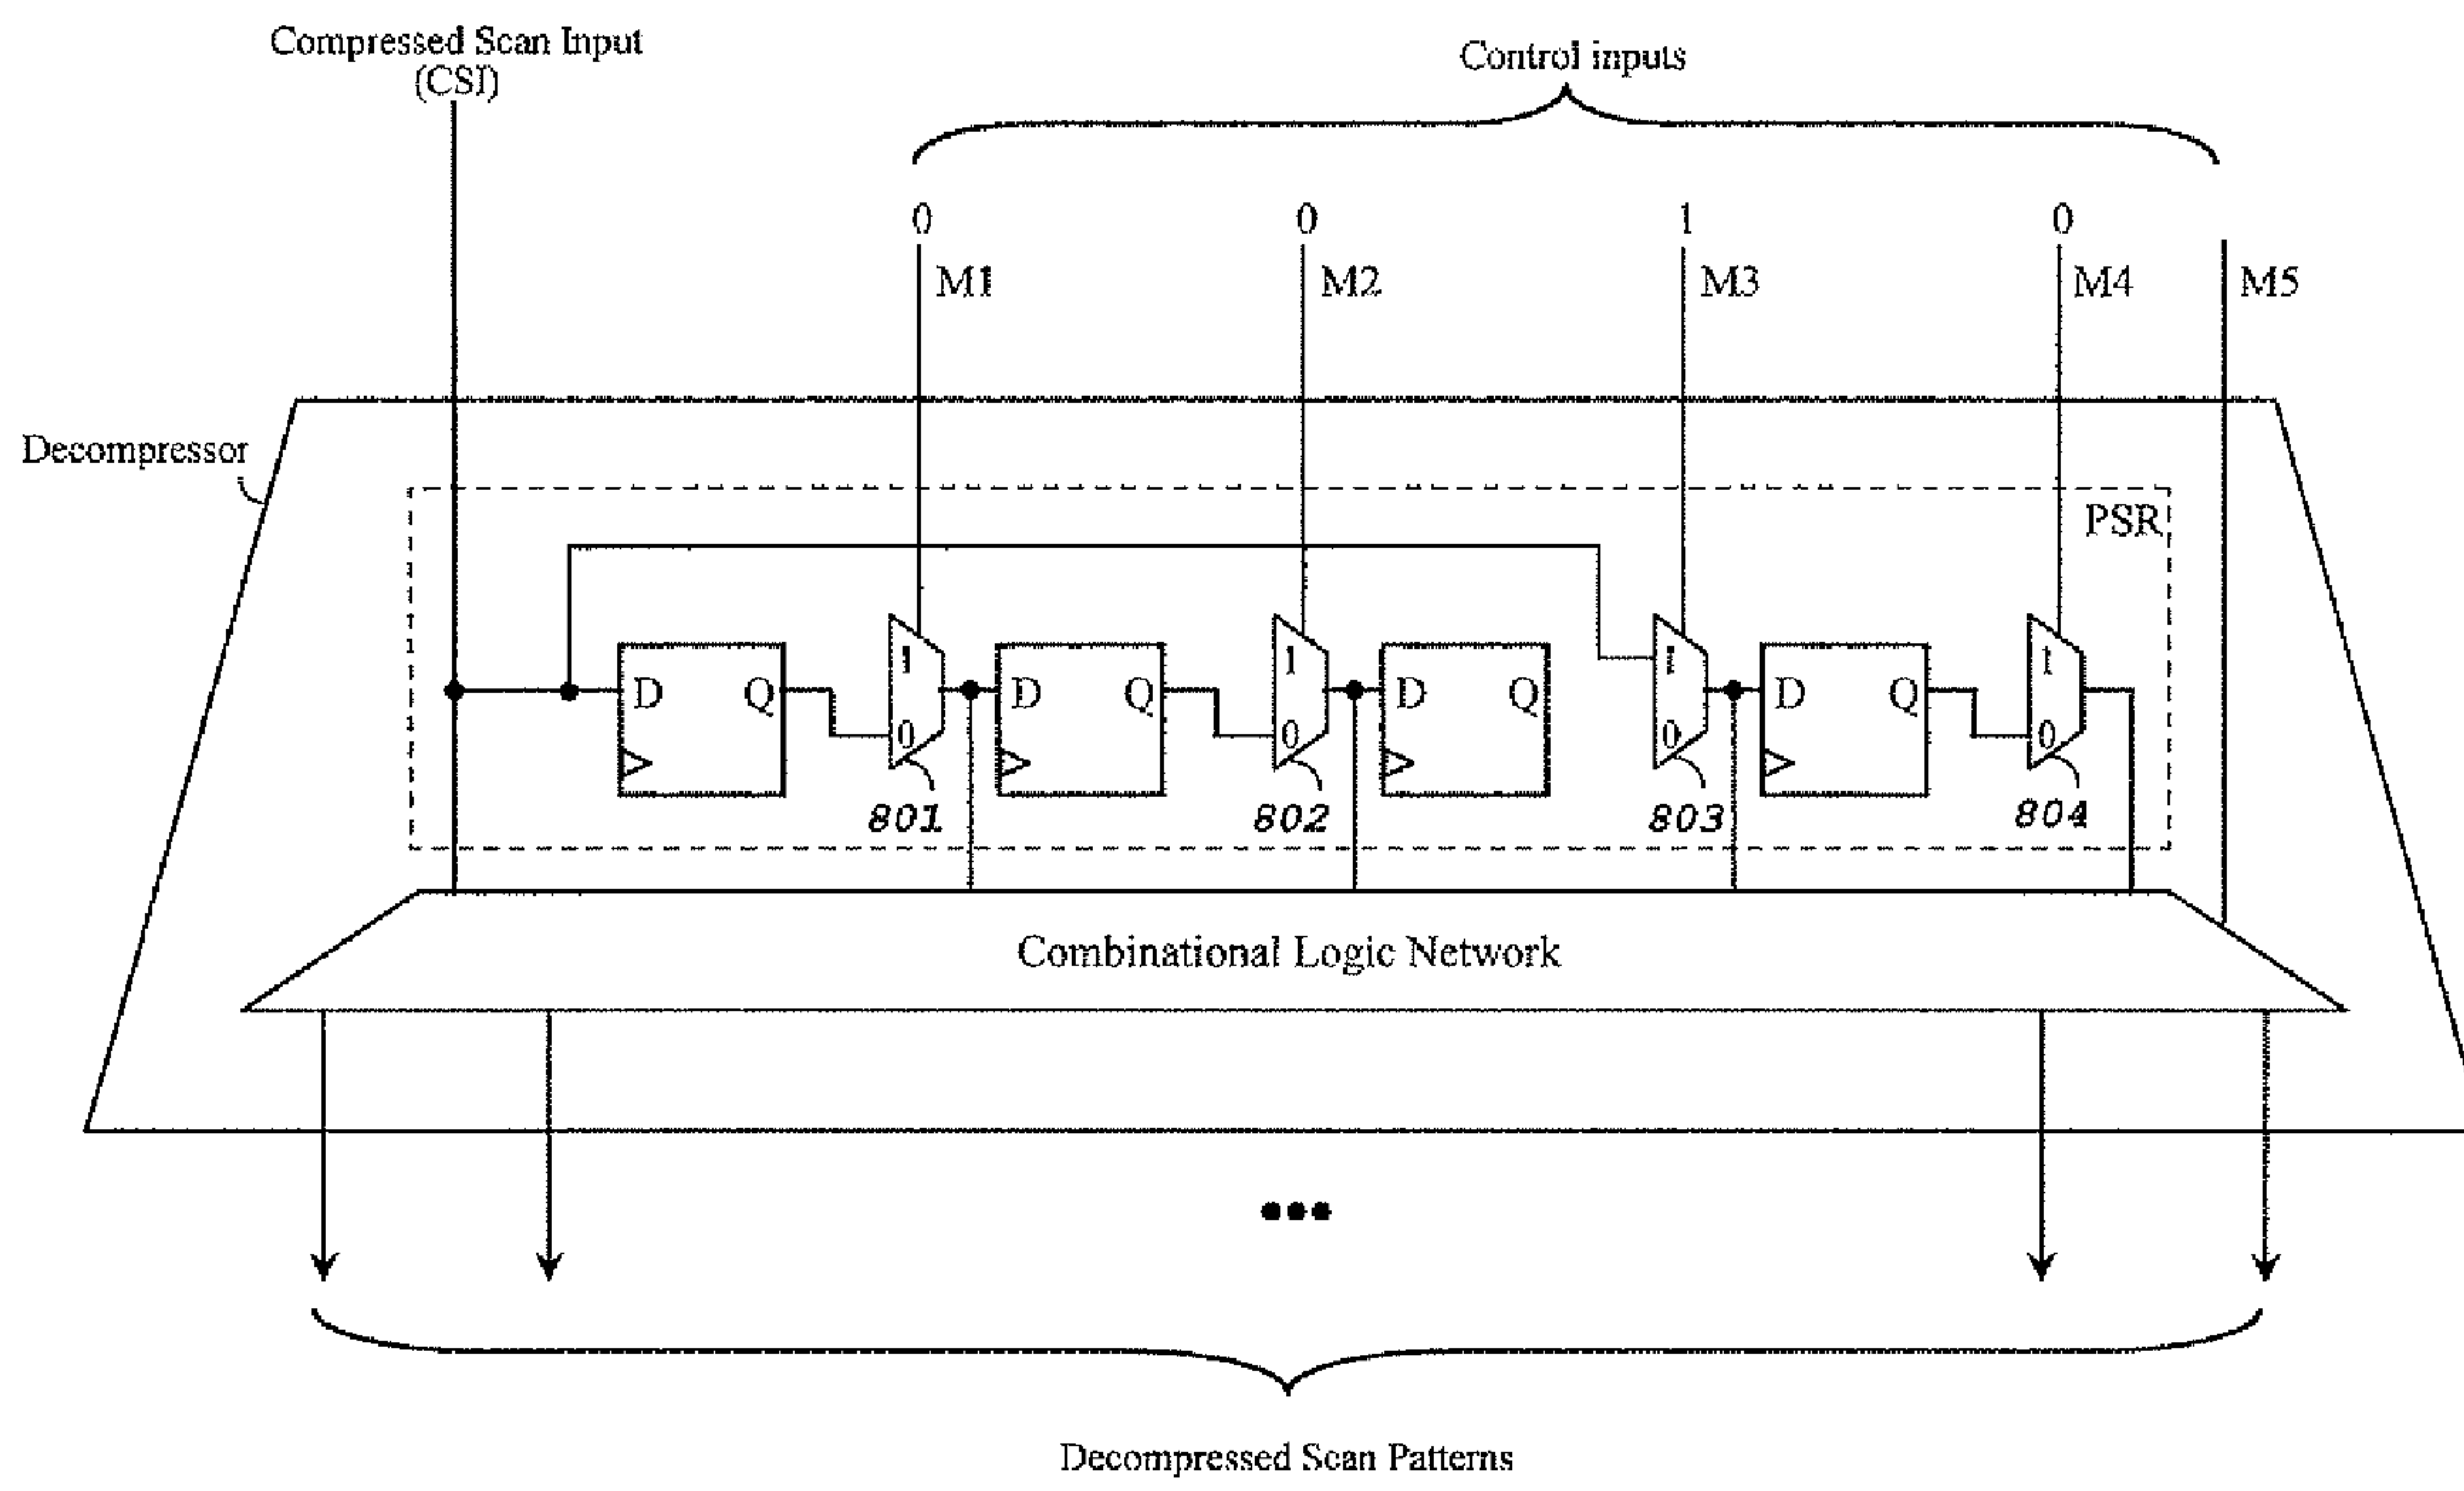 Compressed Scan Input
(CSI)
Control inputs
0
0
1
0
M1
M2
M3
M4
M5
Decompressor
PSR
D
Q
1
0
D
Q
1
0
D
Q
1
0
D
Q
1
0
801
802
803
804
Combinational Logic Network
Decompressed Scan Patterns